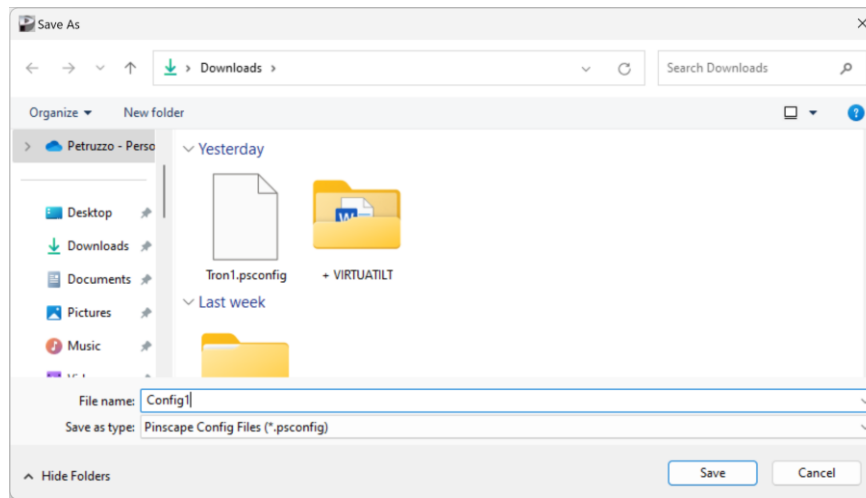 Save As
Downloads
Search Downloads
Organize
New folder
?
Petruzzo - Perso
Desktop
Downloads
Documents
Pictures
Music
Yesterday
W
Tron1.psconfig
+ VIRTUATILT
Last week
File name: Config1
Save as type: Pinscape Config Files (*.psconfig)
Hide Folders
Save
Cancel